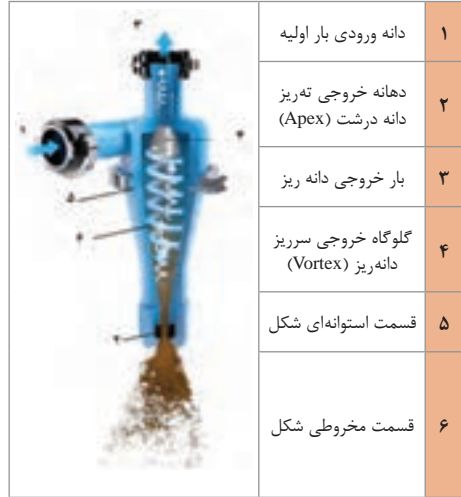 ۱ دانه ورودی بار اولیه
۲ دهانه خروجی ته‌ریز
دانه درشت (Apex)
۳ بار خروجی دانه ریز
۴ گلوگاه خروجی سرریز
دانه‌ریز (Vortex)
۵ قسمت استوانه‌ای شکل
۶ قسمت مخروطی شکل